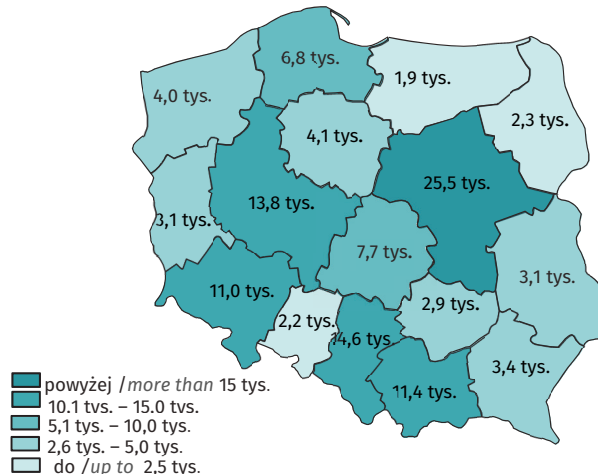 6,8 tys.
1,9 tys.
4,0 tys.
2,3 tys.
4,1 tys.
25,5 tys.
13,8 tys.
3,1 tys.
7,7 tys.
3,1 tys.
11,0 tys.
2,9 tys.
2,2 tys.
14,6 tys.
3,4 tys.
11,4 tys.
powyżej /more than 15 tys.
10.1 tys. – 15.0 tys.
5,1 tys. – 10,0 tys.
2,6 tys. – 5,0 tys.
do /up to 2,5 tys.